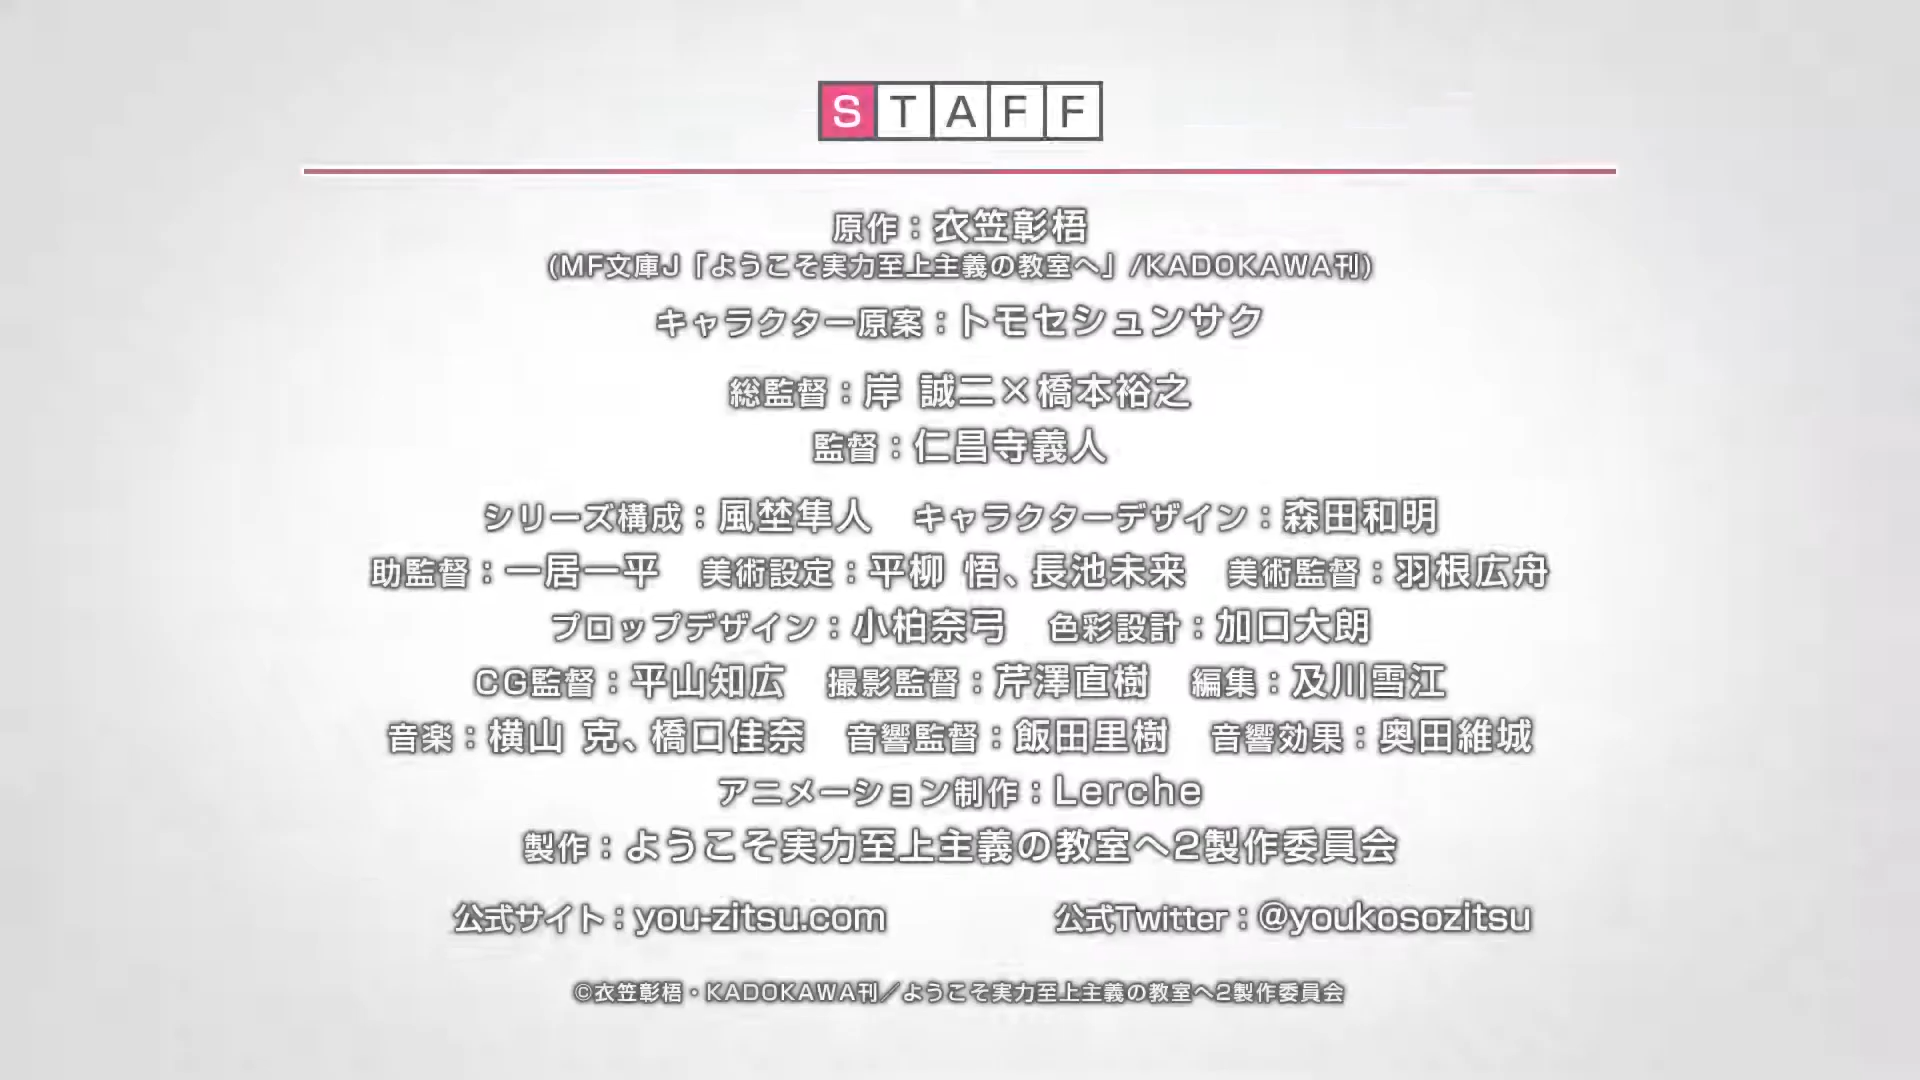 STAFF
原作：衣笠彰梧
(MF文庫J「ようこそ実力至上主義の教室へ」/KADOKAWA刊)
キャラクター原案：トモセシュンサク
総監督：岸 誠二×橋本裕之
監督：仁昌寺義人
シリーズ構成：風埜隼人　キャラクターデザイン：森田和明
助監督：一居一平　美術設定：平柳 悟、長池未来　美術監督：羽根広舟
プロップデザイン：小柏奈弓　色彩設計：加口大朗
CG監督：平山知広　撮影監督：芹澤直樹　編集：及川雪江
音楽：横山 克、橋口佳奈　音響監督：飯田里樹　音響効果：奥田維城
アニメーション制作：Lerche
製作：ようこそ実力至上主義の教室へ2製作委員会
公式サイト：you-zitsu.com　公式Twitter：@youkosozitsu
©衣笠彰梧・KADOKAWA刊／ようこそ実力至上主義の教室へ2製作委員会